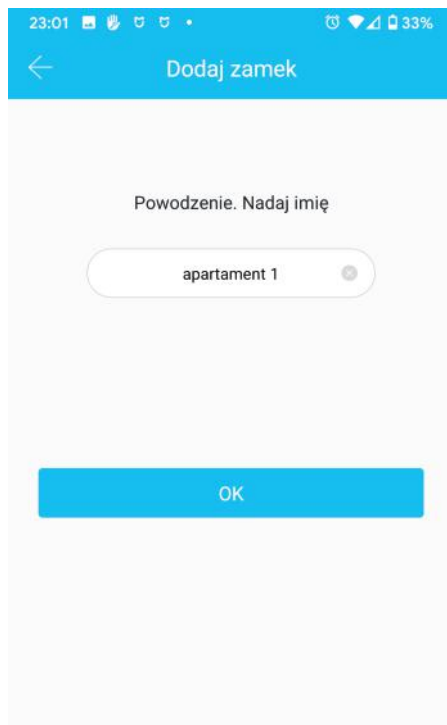 23:01 33%
Dodaj zamek
Powodzenie. Nadaj imię
apartament 1
OK